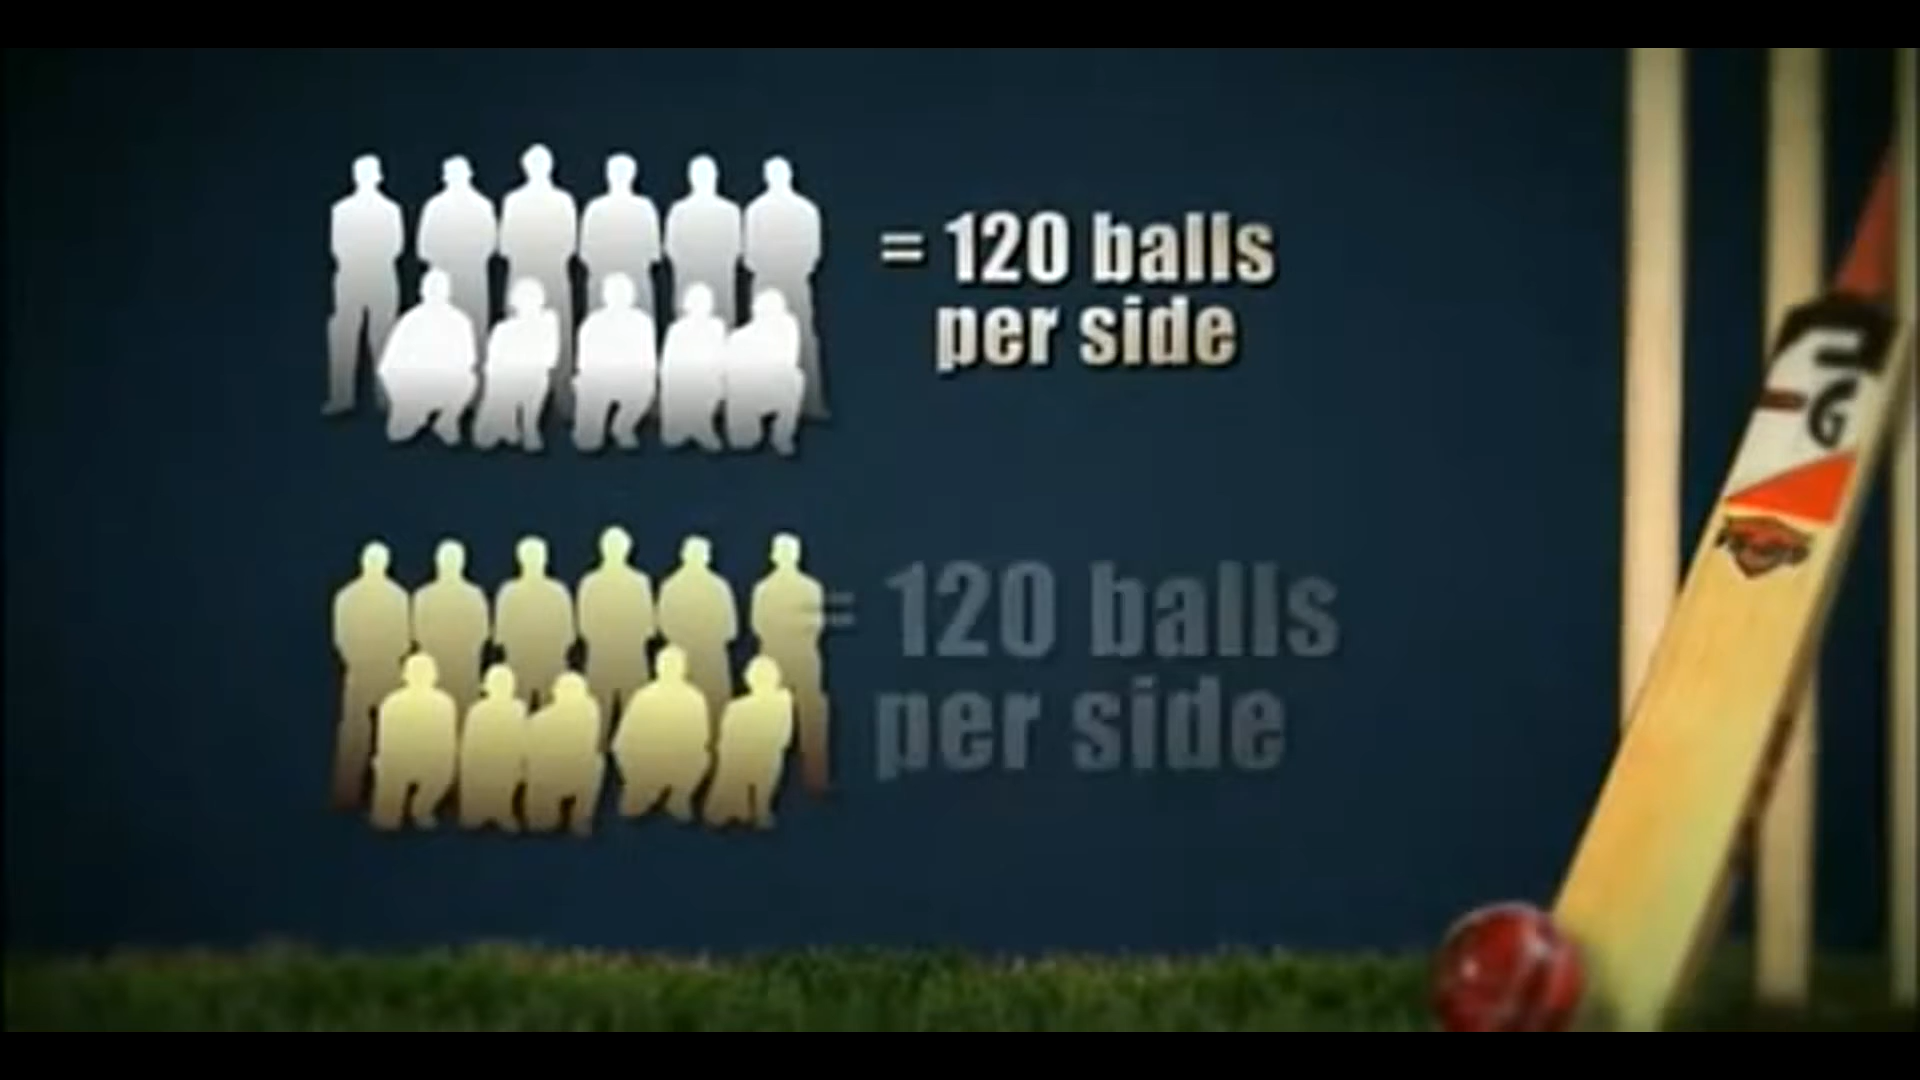 = 120 balls
per side
= 120 balls
per side